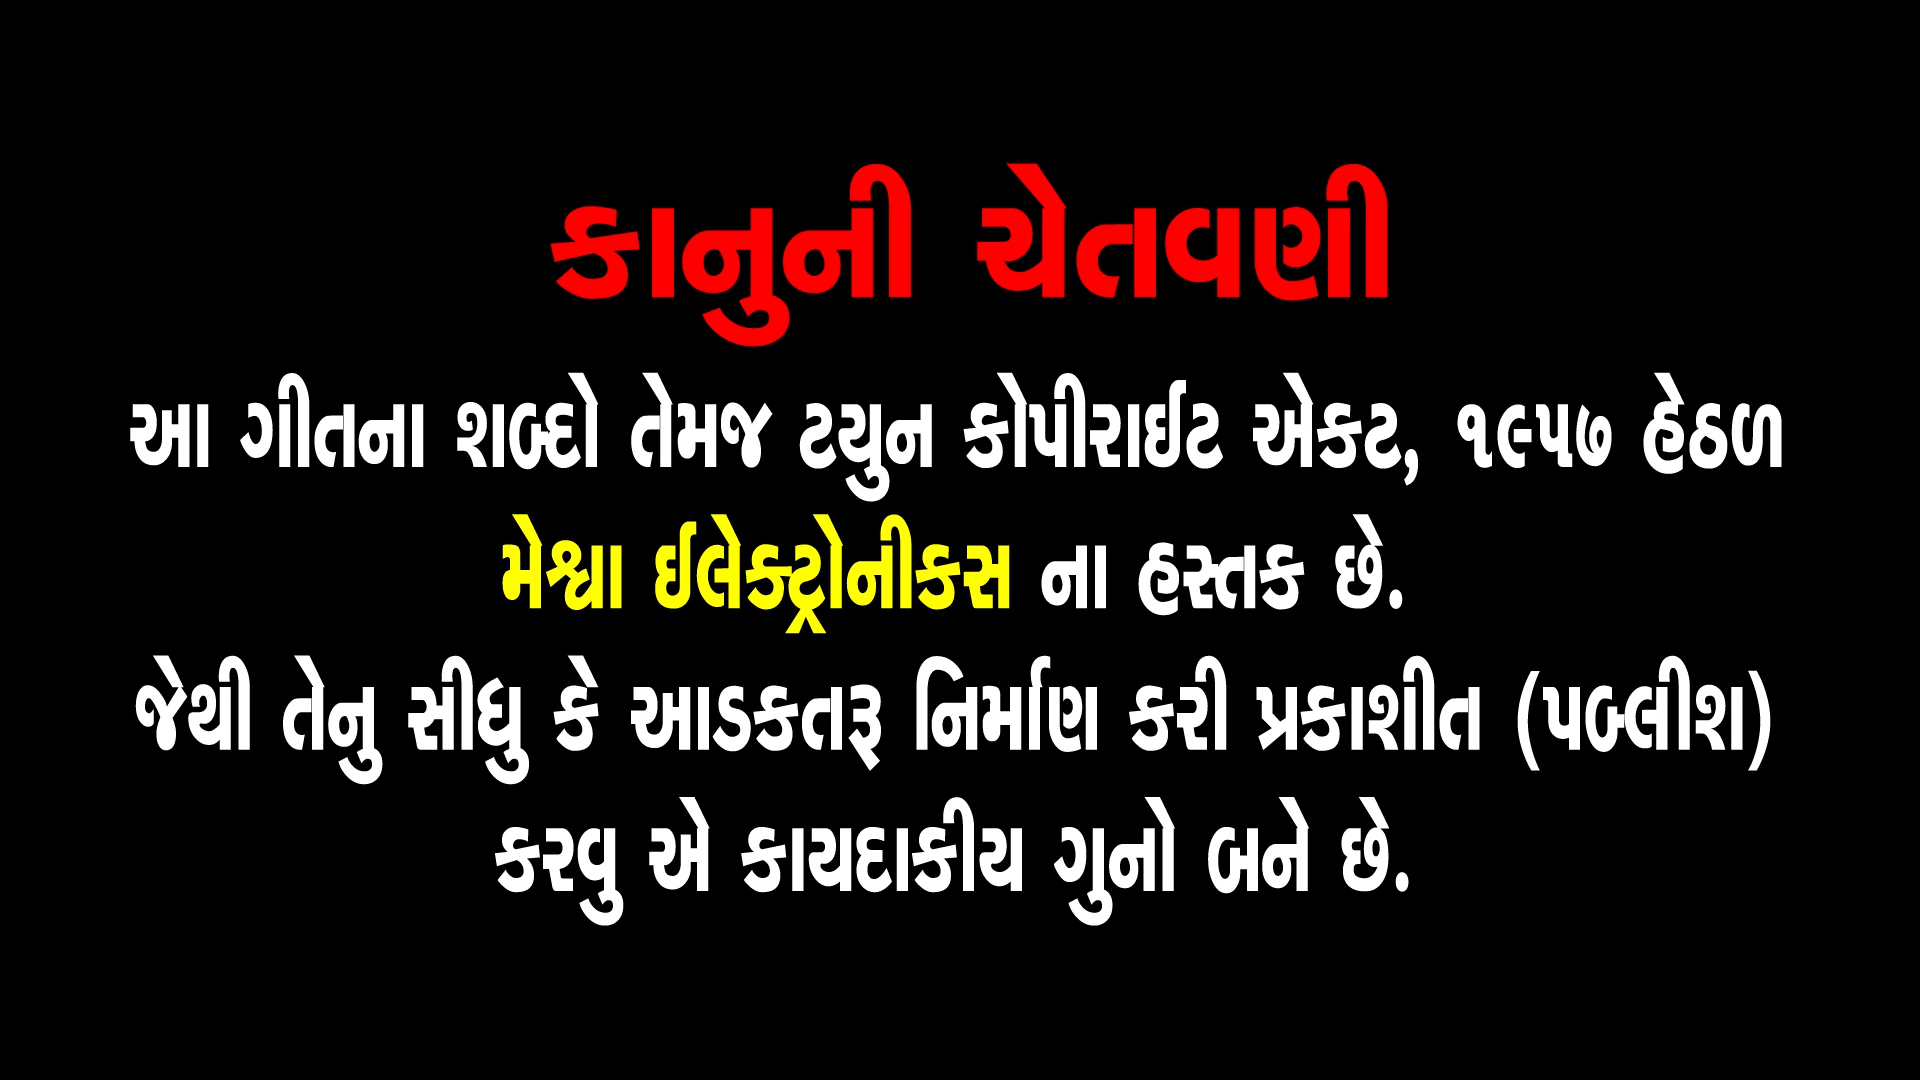 કાનુની ચેતવણી
આ ગીતના શબ્દો તેમજ ટયુન કોપીરાઈટ એકટ, ૧૯૫૭ હેઠળ
મેશ્વા ઈલેક્ટ્રોનીકસ ના હસ્તક છે.
જેથી તેનુ સીધુ કે આડકતરૂ નિર્માણ કરી પ્રકાશીત (પબ્લીશ)
કરવુ એ કાયદાકીય ગુનો બને છે.